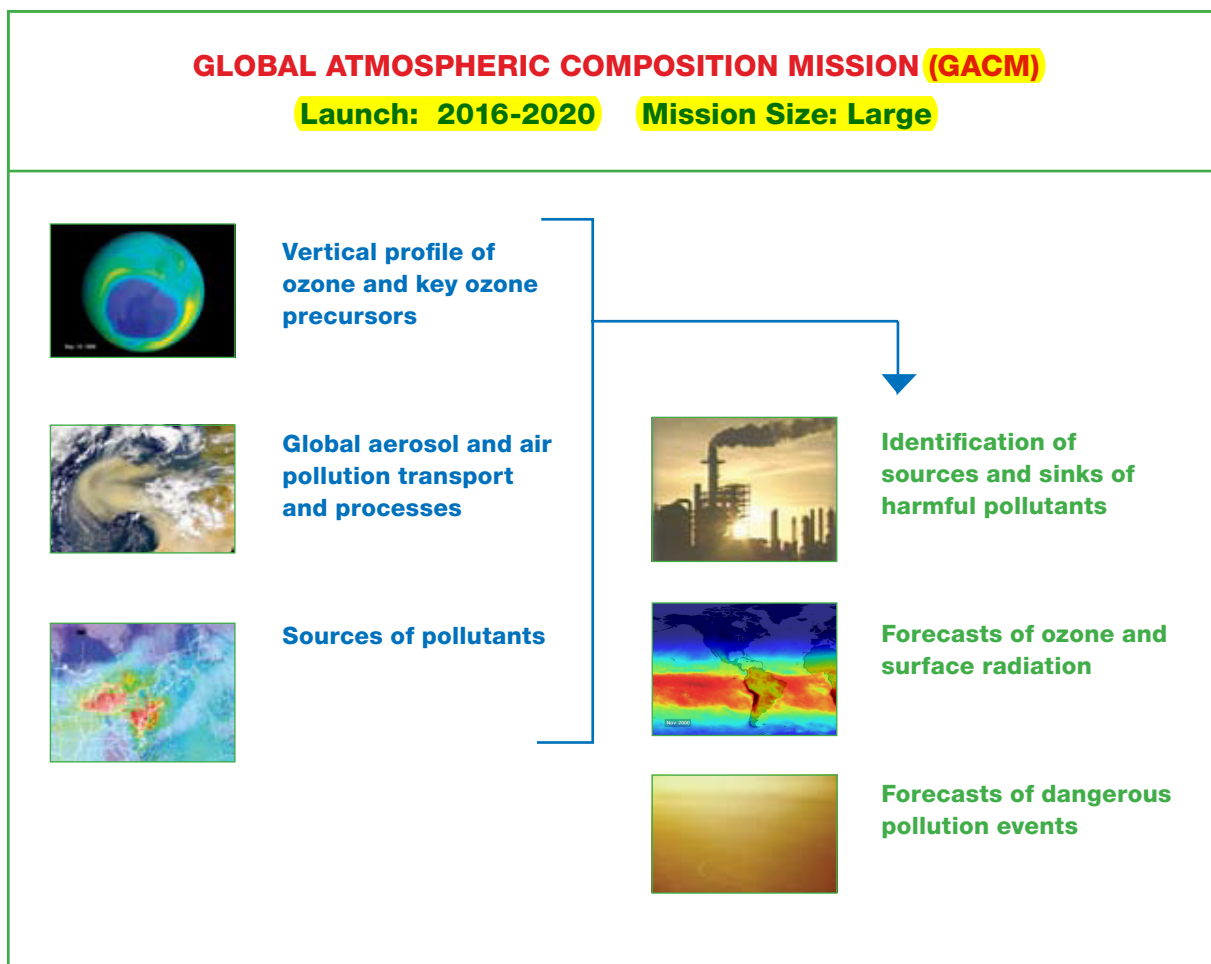 GLOBAL ATMOSPHERIC COMPOSITION MISSION (GACM)
Launch: 2016-2020 Mission Size: Large
Vertical profile of
ozone and key ozone
precursors
Global aerosol and air
pollution transport
and processes
Sources of pollutants
Identification of
sources and sinks of
harmful pollutants
Nov. 2000
Forecasts of ozone and
surface radiation
Forecasts of dangerous
pollution events